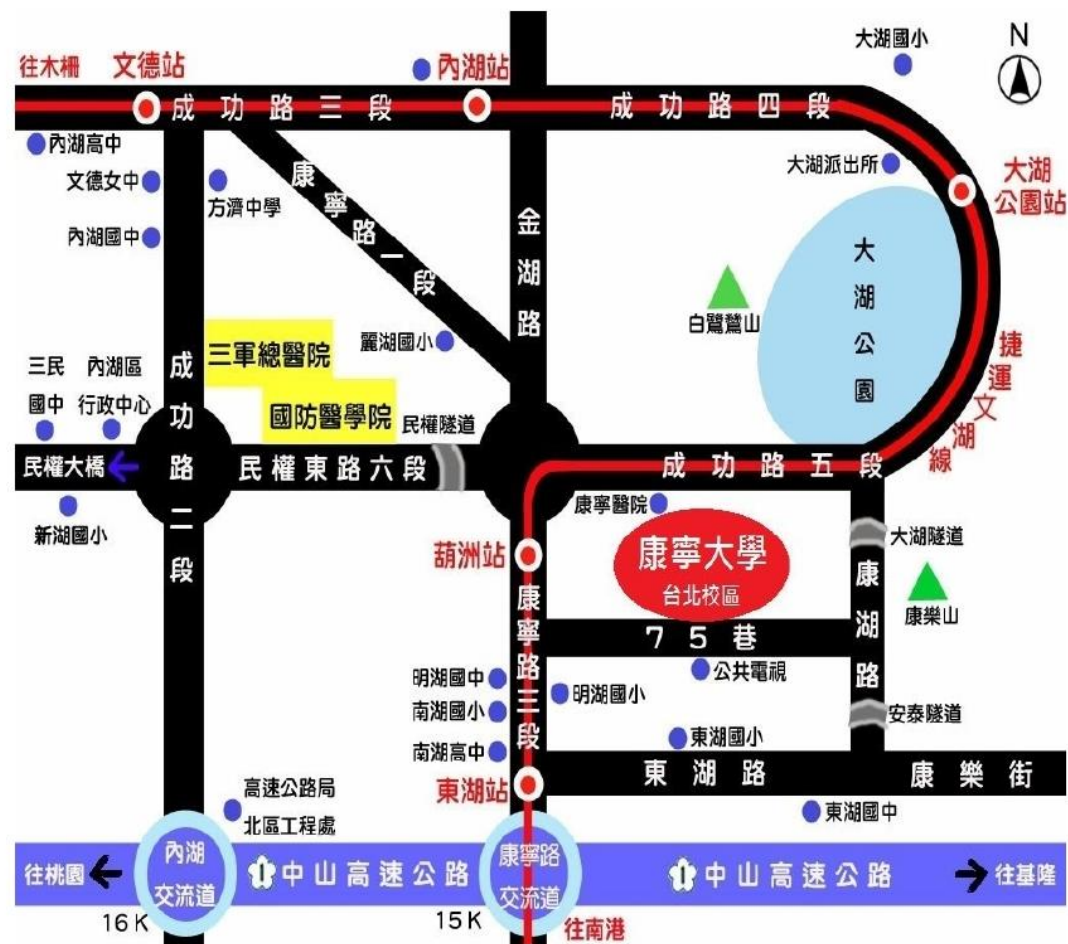 N
大湖國小
往木柵
文德站
內湖站
成功路三段
成功路四段
內湖高中
文德女中
方濟中學
內湖國中
康寧路一段
金湖路
大湖派出所
大湖
公園站
大湖公園
白鷺鷥山
麗湖國小
三軍總醫院
國防醫學院
三民
國中
內湖區
行政中心
成功路二段
民權隧道
捷運文湖線
民權大橋
民權東路六段
成功路五段
新湖國小
康寧醫院
康寧大學
台北校區
大湖隧道
葫洲站
康寧路三段
康湖路
康樂山
75巷
公共電視
明湖國中
明湖國小
南湖國小
安泰隧道
東湖國小
南湖高中
東湖路
康樂街
東湖站
高速公路局
北區工程處
東湖國中
往桃園
內湖
交流道
1
中山高速公路
康寧路
交流道
1
中山高速公路
往基隆
16K
15K
往南港